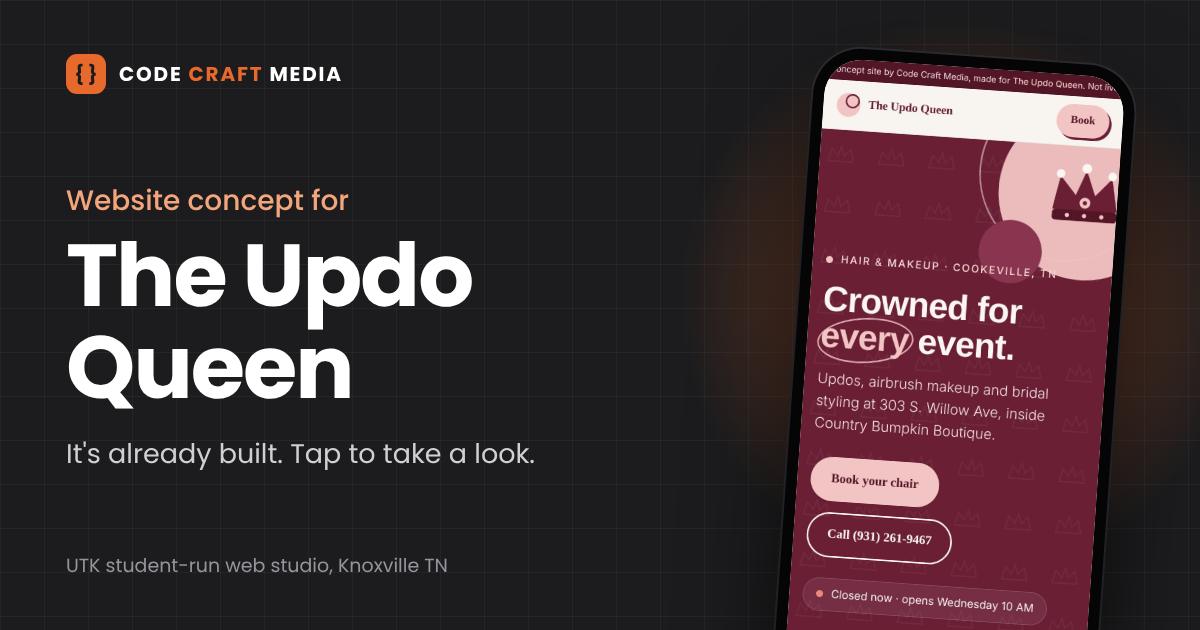 { } CODE CRAFT MEDIA
Website concept for
The Updo
Queen
It's already built. Tap to take a look.
UTK student-run web studio, Knoxville TN
concept site by Code Craft Media, made for The Updo Queen. Not
The Updo Queen
Book
HAIR & MAKEUP · COOKEVILLE, TN
Crowned for
every event.
Updos, airbrush makeup and bridal
styling at 303 S. Willow Ave, inside
Country Bumpkin Boutique.
Book your chair
Call (931) 261-9467
Closed now · opens Wednesday 10 AM